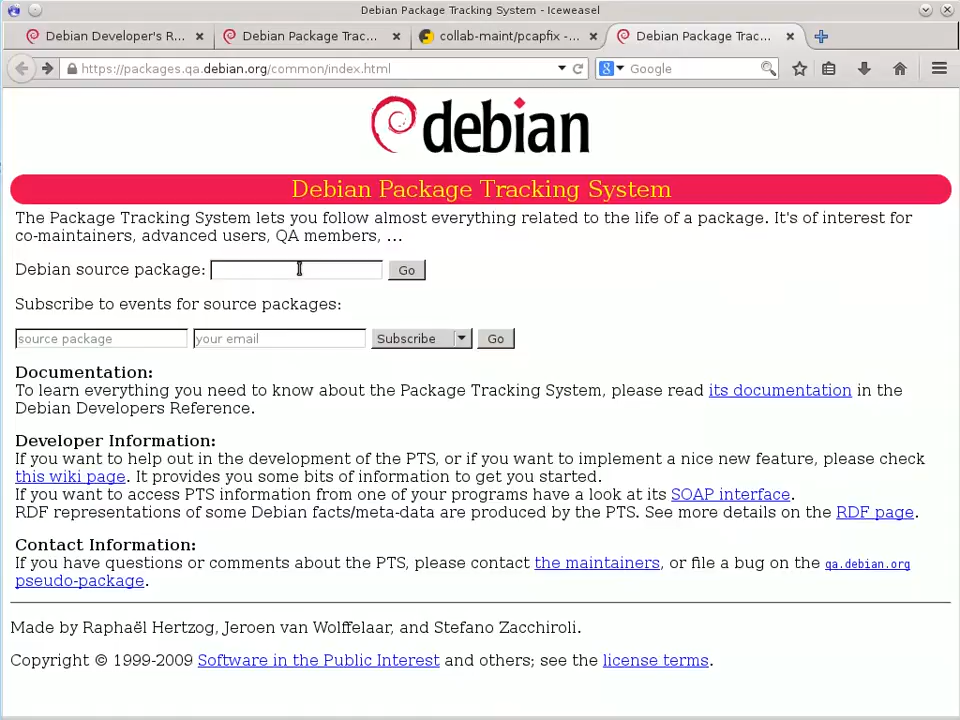 Debian Package Tracking System - Iceweasel
Debian Developer's R...
Debian Package Trac...
collab-maint/pcapfix -...
Debian Package Trac...
https://packages.qa.debian.org/common/index.html
Google
debian
Debian Package Tracking System
The Package Tracking System lets you follow almost everything related to the life of a package. It's of interest for
co-maintainers, advanced users, QA members, ...
Debian source package:
Go
Subscribe to events for source packages:
source package
your email
Subscribe
Go
Documentation:
To learn everything you need to know about the Package Tracking System, please read its documentation in the
Debian Developers Reference.
Developer Information:
If you want to help out in the development of the PTS, or if you want to implement a nice new feature, please check
this wiki page. It provides you some bits of information to get you started.
If you want to access PTS information from one of your programs have a look at its SOAP interface.
RDF representations of some Debian facts/meta-data are produced by the PTS. See more details on the RDF page.
Contact Information:
If you have questions or comments about the PTS, please contact the maintainers, or file a bug on the qa.debian.org
pseudo-package.
Made by Raphaël Hertzog, Jeroen van Wolffelaar, and Stefano Zacchiroli.
Copyright © 1999-2009 Software in the Public Interest and others; see the license terms.